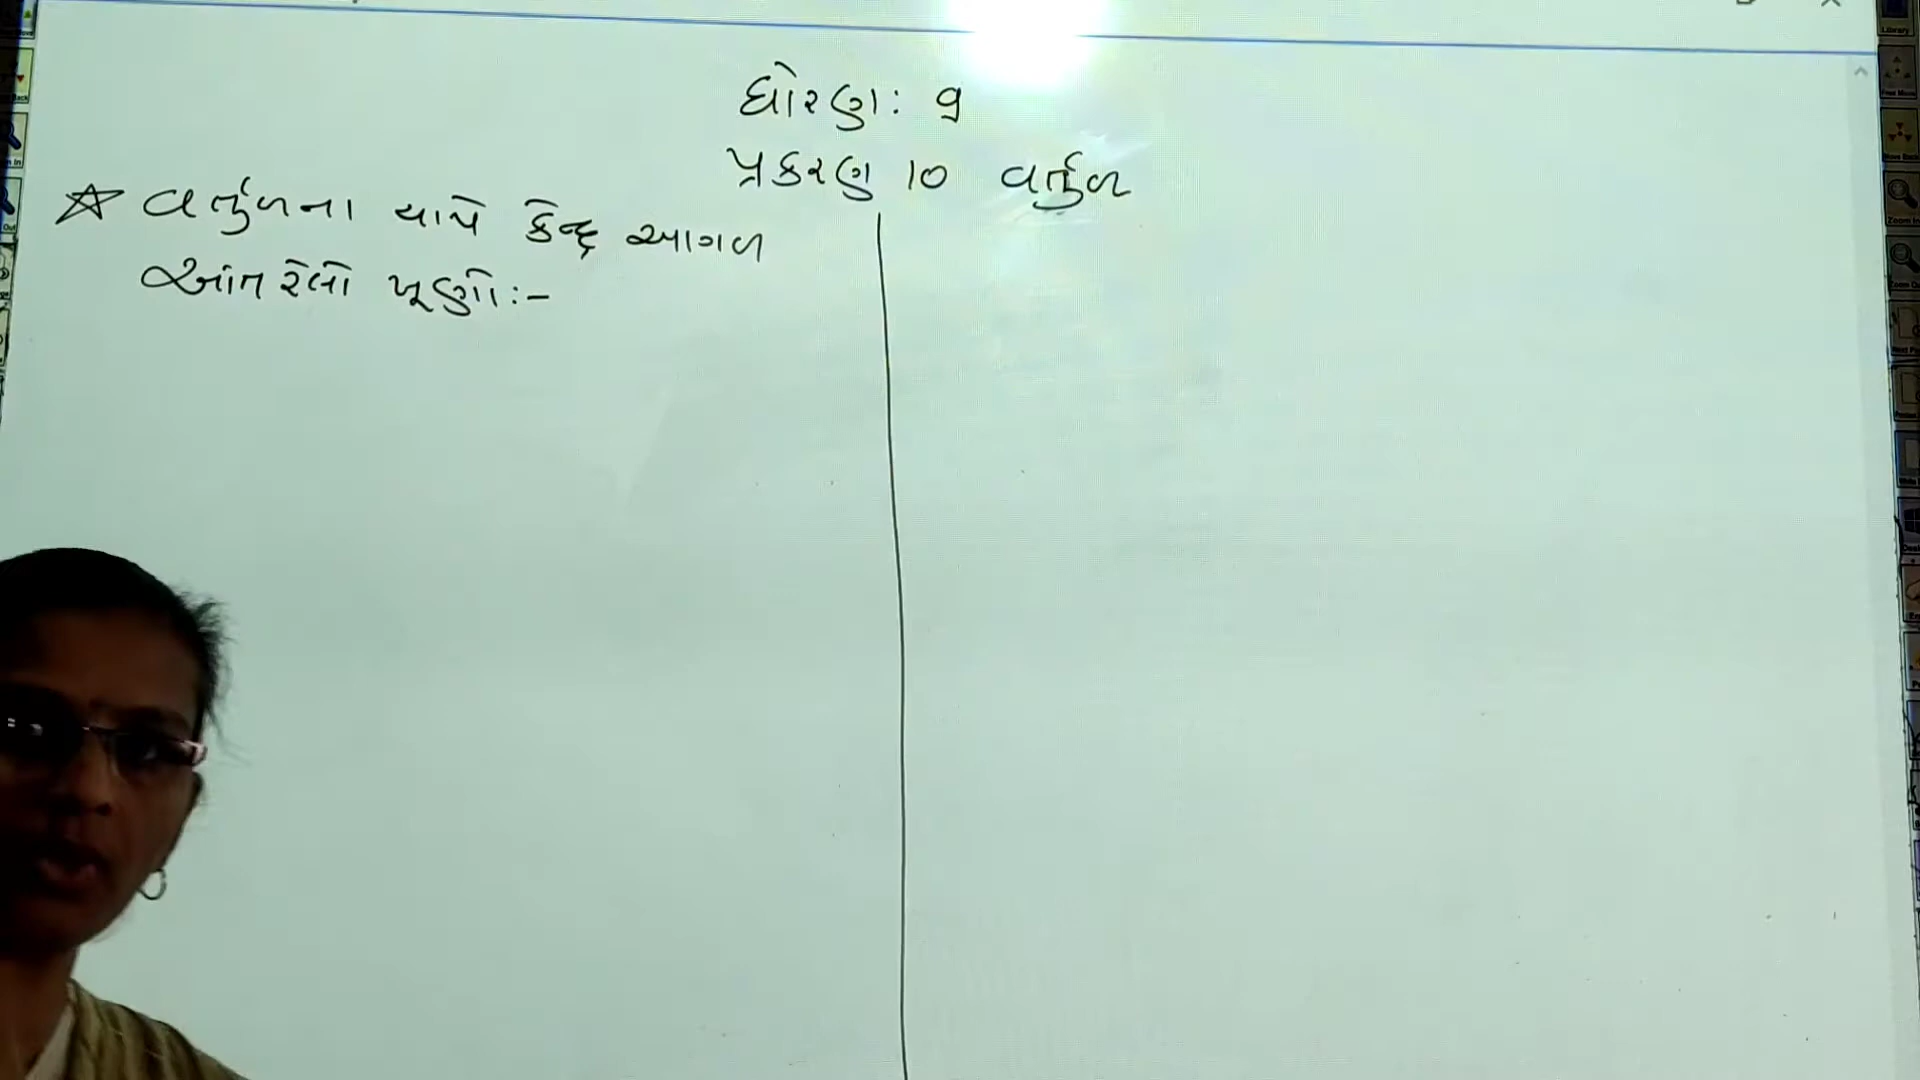 ધોરણ: 9
પ્રકરણ 10 વર્તુળ
☆ વર્તુળના ચાપે કેન્દ્ર આગળ
આંતરેલો ખૂણો:-